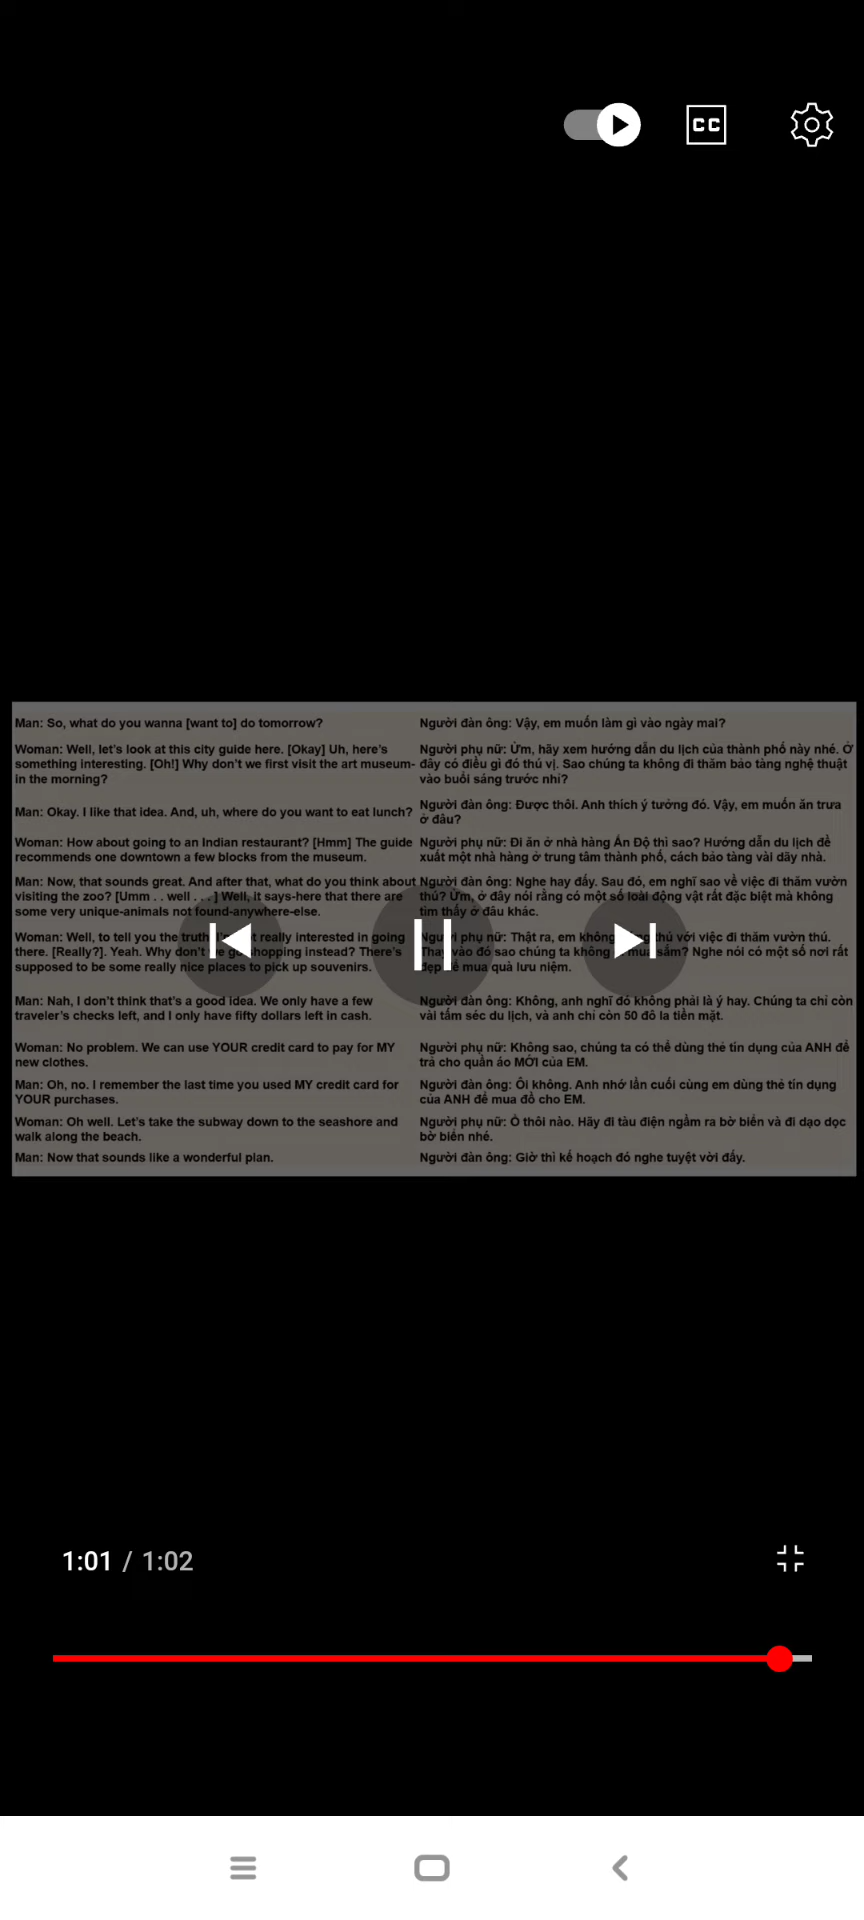 CC
Man: So, what do you wanna [want to] do tomorrow?
Woman: Well, let's look at this city guide here. [Okay] Uh, here's
something interesting. [Oh!] Why don't we first visit the art museum-
in the morning?
Man: Okay. I like that idea. And, uh, where do you want to eat lunch?
Woman: How about going to an Indian restaurant? [Hmm] The guide
recommends one downtown a few blocks from the museum.
Man: Now, that sounds great. And after that, what do you think about
visiting the zoo? [Umm . . well . . .] Well, it says-here that there are
some very unique-animals not found-anywhere-else.
Woman: Well, to tell you the truth really interested in going
there. [Really?]. Yeah. Why don't shopping instead? There's
supposed to be some really nice places to pick up souvenirs.
Man: Nah, I don't think that's a good idea. We only have a few
traveler's checks left, and I only have fifty dollars left in cash.
Woman: No problem. We can use YOUR credit card to pay for MY
new clothes.
Man: Oh, no. I remember the last time you used MY credit card for
YOUR purchases.
Woman: Oh well. Let's take the subway down to the seashore and
walk along the beach.
Man: Now that sounds like a wonderful plan.
Người đàn ông: Vậy, em muốn làm gì vào ngày mai?
Người phụ nữ: Ừm, hãy xem hướng dẫn du lịch của thành phố này nhé. Ở
đây có điều gì đó thú vị. Sao chúng ta không đi thăm bảo tàng nghệ thuật
vào buổi sáng trước nhỉ?
Người đàn ông: Được thôi. Anh thích ý tưởng đó. Vậy, em muốn ăn trưa
ở đâu?
Người phụ nữ: Đi ăn ở nhà hàng Ấn Độ thì sao? Hướng dẫn du lịch đề
xuất một nhà hàng ở trung tâm thành phố, cách bảo tàng vài dãy nhà.
Người đàn ông: Nghe hay đấy. Sau đó, em nghĩ sao về việc đi thăm vườn
thú? Ừm, ở đây nói rằng có một số loài động vật rất đặc biệt mà không
tìm thấy ở đâu khác.
Người phụ nữ: Thật ra, em không thú với việc đi thăm vườn thú.
Thay vào đó sao chúng ta không mua sắm? Nghe nói có một số nơi rất
đẹp để mua quà lưu niệm.
Người đàn ông: Không, anh nghĩ đó không phải là ý hay. Chúng ta chỉ còn
vài tấm séc du lịch, và anh chỉ còn 50 đô la tiền mặt.
Người phụ nữ: Không sao, chúng ta có thể dùng thẻ tín dụng của ANH để
trả cho quần áo MỚI của EM.
Người đàn ông: Ôi không. Anh nhớ lần cuối cùng em dùng thẻ tín dụng
của ANH để mua đồ cho EM.
Người phụ nữ: Ồ thôi nào. Hãy đi tàu điện ngầm ra bờ biển và đi dạo dọc
bờ biển nhé.
Người đàn ông: Giờ thì kế hoạch đó nghe tuyệt vời đấy.
1:01 / 1:02